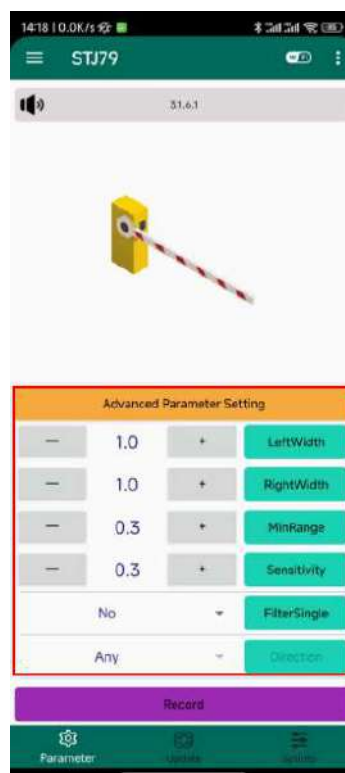 14:18 | 0.0K/s
STJ79
31.6.1
Advanced Parameter Setting
— 1.0 + LeftWidth
— 1.0 + RightWidth
— 0.3 + MinRange
— 0.3 + Sensitivity
No FilterSingle
Any Direction
Record
Parameter Update